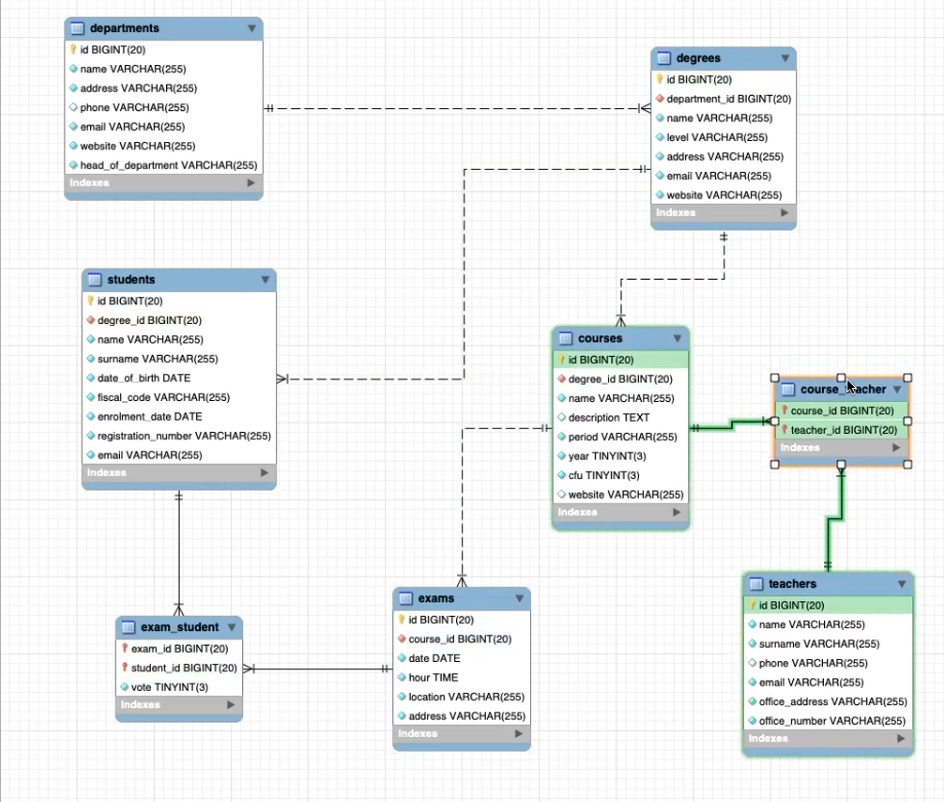 departments
id BIGINT(20)
name VARCHAR(255)
address VARCHAR(255)
phone VARCHAR(255)
email VARCHAR(255)
website VARCHAR(255)
head_of_department VARCHAR(255)
Indexes
degrees
id BIGINT(20)
department_id BIGINT(20)
name VARCHAR(255)
level VARCHAR(255)
address VARCHAR(255)
email VARCHAR(255)
website VARCHAR(255)
Indexes
students
id BIGINT(20)
degree_id BIGINT(20)
name VARCHAR(255)
surname VARCHAR(255)
date_of_birth DATE
fiscal_code VARCHAR(255)
enrolment_date DATE
registration_number VARCHAR(255)
email VARCHAR(255)
Indexes
courses
id BIGINT(20)
degree_id BIGINT(20)
name VARCHAR(255)
description TEXT
period VARCHAR(255)
year TINYINT(3)
cfu TINYINT(3)
website VARCHAR(255)
Indexes
course_teacher
course_id BIGINT(20)
teacher_id BIGINT(20)
Indexes
teachers
id BIGINT(20)
name VARCHAR(255)
surname VARCHAR(255)
phone VARCHAR(255)
email VARCHAR(255)
office_address VARCHAR(255)
office_number VARCHAR(255)
Indexes
exams
id BIGINT(20)
course_id BIGINT(20)
date DATE
hour TIME
location VARCHAR(255)
address VARCHAR(255)
Indexes
exam_student
exam_id BIGINT(20)
student_id BIGINT(20)
vote TINYINT(3)
Indexes